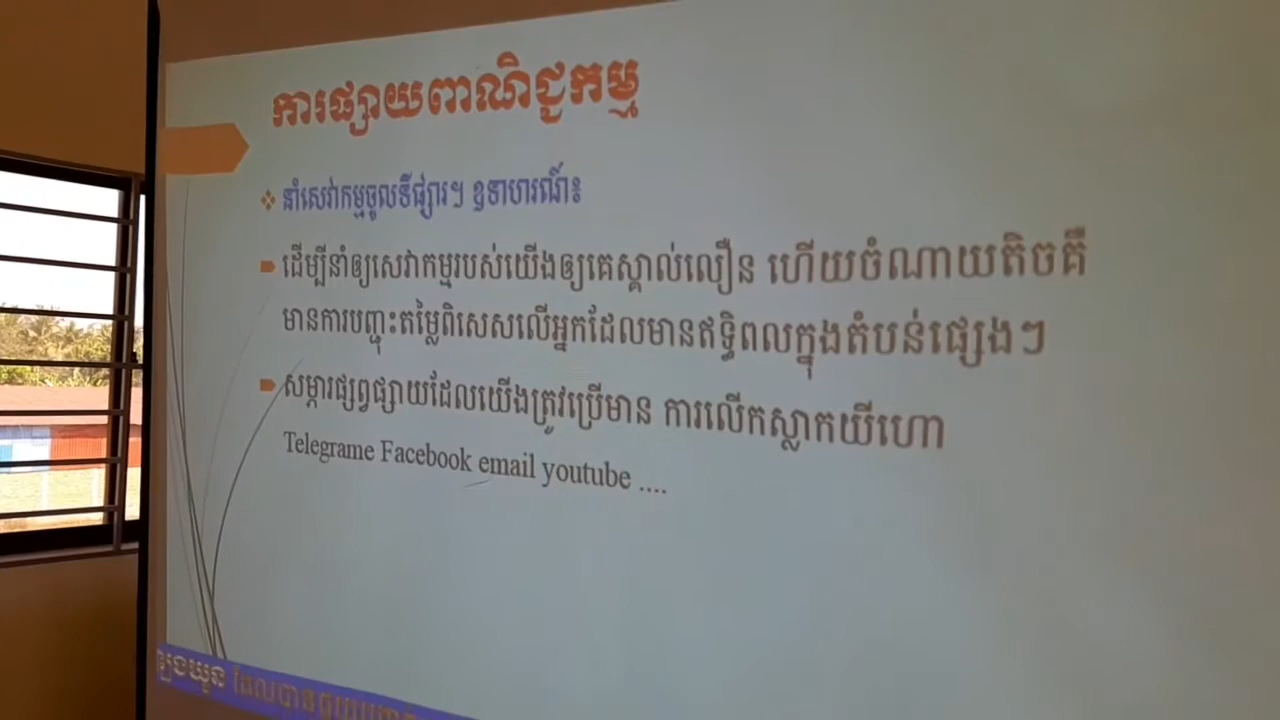 ការផ្សាយពាណិជ្ជកម្ម
នាំសេវាកម្មចូលទីផ្សារ។ ឧទាហរណ៍៖
ដើម្បីនាំឲ្យសេវាកម្មរបស់យើងឲ្យគេស្គាល់លឿន ហើយចំណាយតិចគឺ
មានការបញ្ចុះតម្លៃពិសេសលើអ្នកដែលមានឥទ្ធិពលក្នុងតំបន់ផ្សេងៗ
សម្ភារផ្សព្វផ្សាយដែលយើងត្រូវប្រើមាន ការលើកស្លាកយីហោ
Telegrame Facebook email youtube ....
ដែលបាន